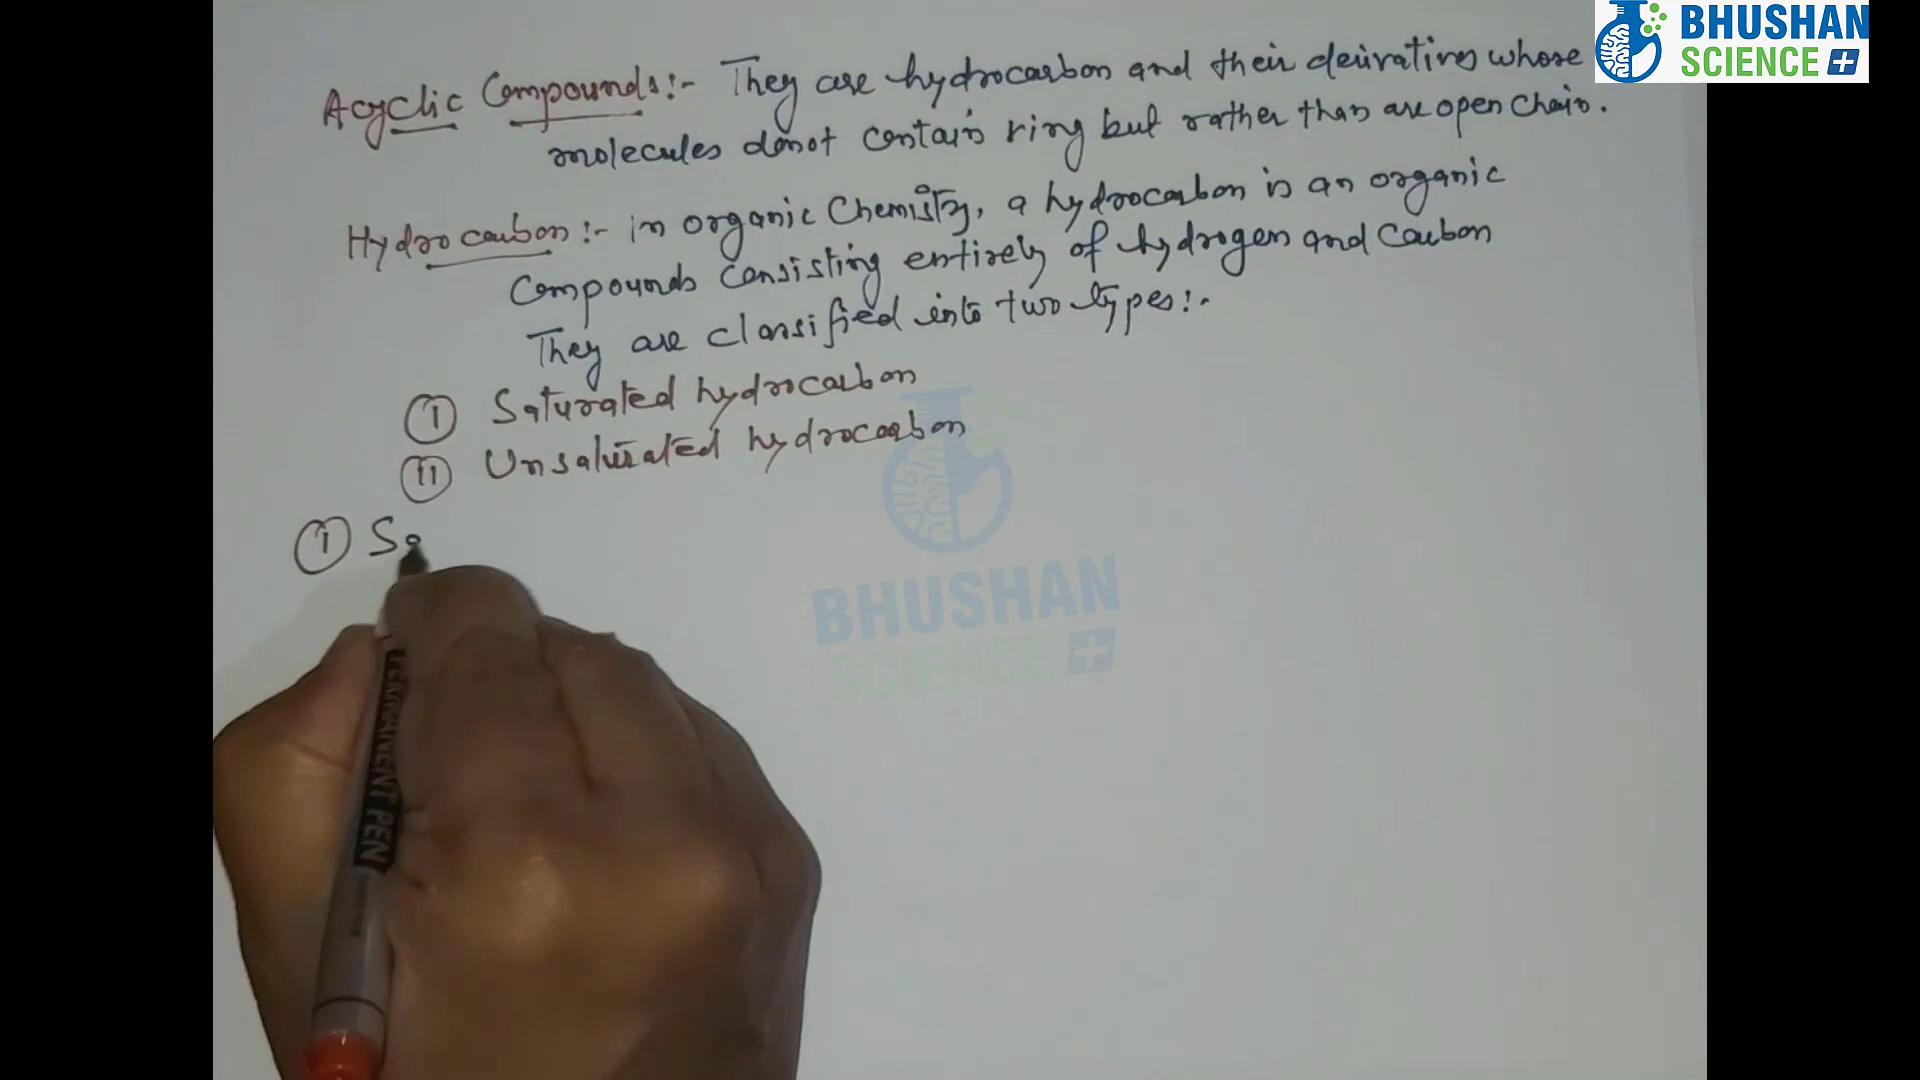 BHUSHAN
SCIENCE +
Acyclic Compounds:- They are hydrocarbon and their derivatives whose
molecules donot contain ring but rather than are open chain.
Hydrocarbon:- in organic Chemistry, a hydrocarbon is an organic
Compounds consisting entirely of hydrogen and Carbon
They are classified into two types:-
I Saturated hydrocarbon
II Unsaturated hydrocarbon
I Sa
BHUSHAN
SCIENCE +
PERMANENT PEN